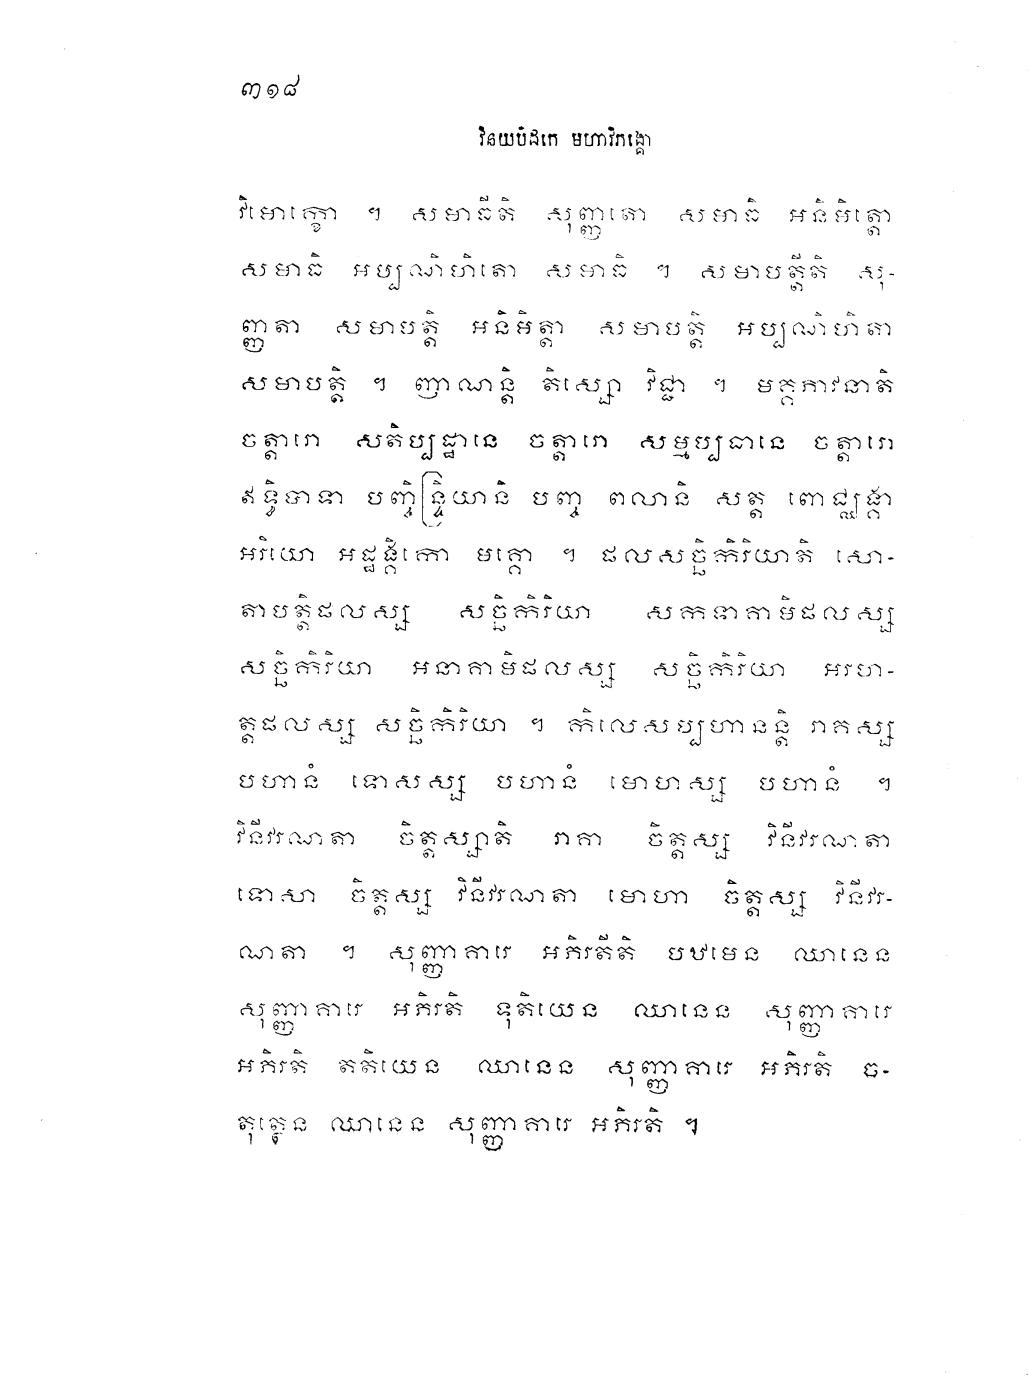 ៣១៨
វិនយបិដកេ មហាវិភង្គោ
វិមោក្ខោ ។ សមាធីតិ សុញ្ញតោ សមាធិ អនិមិត្តោ
សមាធិ អប្បណិហិតោ សមាធិ ។ សមាបត្តីតិ សុ-
ញ្ញតា សមាបត្តិ អនិមិត្តា សមាបត្តិ អប្បណិហិតា
សមាបត្តិ ។ ញាណន្តិ តិស្សោ វិជ្ជា ។ មគ្គភាវនាតិ
ចត្តារោ សតិប្បដ្ឋានេ ចត្តារោ សម្មប្បធានេ ចត្តារោ
ឥទ្ធិបាទា បញ្ចិន្ទ្រិយានិ បញ្ច ពលានិ សត្ត ពោជ្ឈង្គា
អរិយោ អដ្ឋង្គិកោ មគ្គោ ។ ផលសច្ឆិកិរិយាតិ សោ-
តាបត្តិផលស្ស សច្ឆិកិរិយា សកទាគាមិផលស្ស
សច្ឆិកិរិយា អនាគាមិផលស្ស សច្ឆិកិរិយា អរហ-
ត្តផលស្ស សច្ឆិកិរិយា ។ កិលេសប្បហានន្តិ រាគស្ស
បហានំ ទោសស្ស បហានំ មោហស្ស បហានំ ។
វិនីវរណតា ចិត្តស្សាតិ រាគា ចិត្តស្ស វិនីវរណតា
ទោសា ចិត្តស្ស វិនីវរណតា មោហា ចិត្តស្ស វិនីវរ-
ណតា ។ សុញ្ញាគារេ អភិរតីតិ បឋមេន ឈានេន
សុញ្ញាគារេ អភិរតិ ទុតិយេន ឈានេន សុញ្ញាគារេ
អភិរតិ តតិយេន ឈានេន សុញ្ញាគារេ អភិរតិ ច-
តុត្ថេន ឈានេន សុញ្ញាគារេ អភិរតិ ។